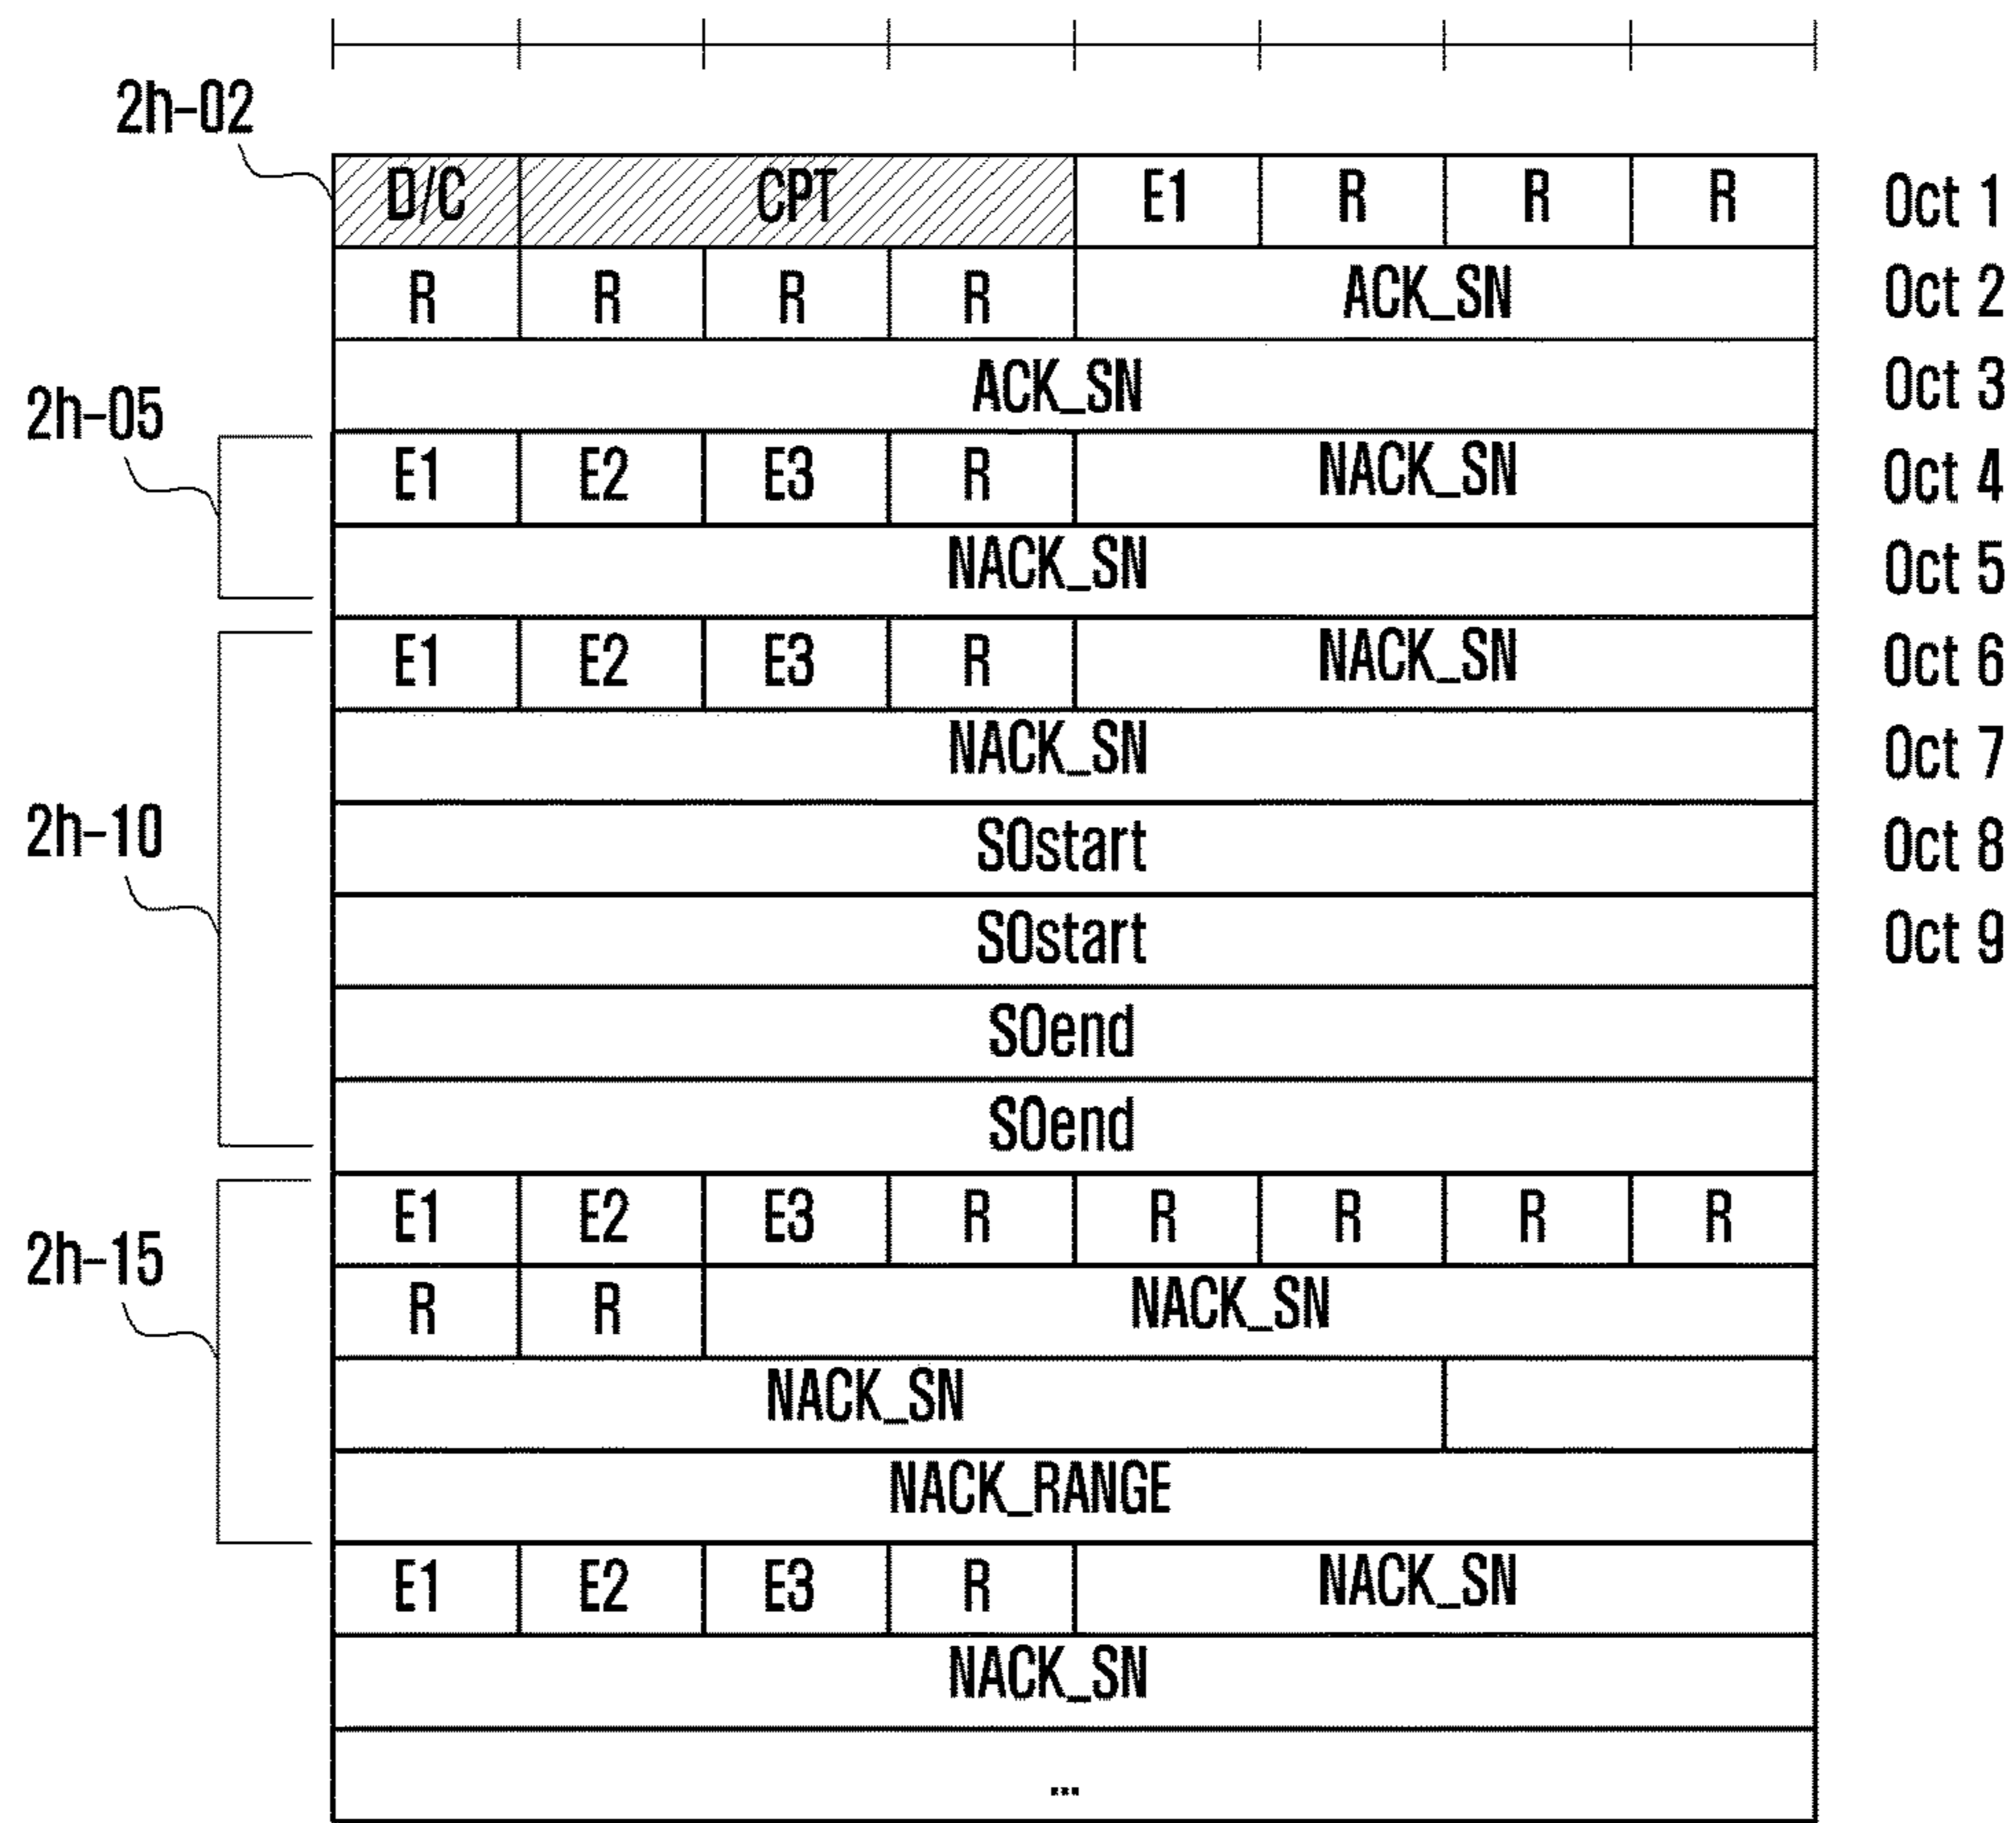 2h-02
D/C CPT E1 R R R Oct 1
R R R R ACK_SN Oct 2
ACK_SN Oct 3
2h-05
E1 E2 E3 R NACK_SN Oct 4
NACK_SN Oct 5
E1 E2 E3 R NACK_SN Oct 6
NACK_SN Oct 7
2h-10
SOstart Oct 8
SOstart Oct 9
SOend
SOend
E1 E2 E3 R R R R R
2h-15
R R NACK_SN
NACK_SN
NACK_RANGE
E1 E2 E3 R NACK_SN
NACK_SN
...